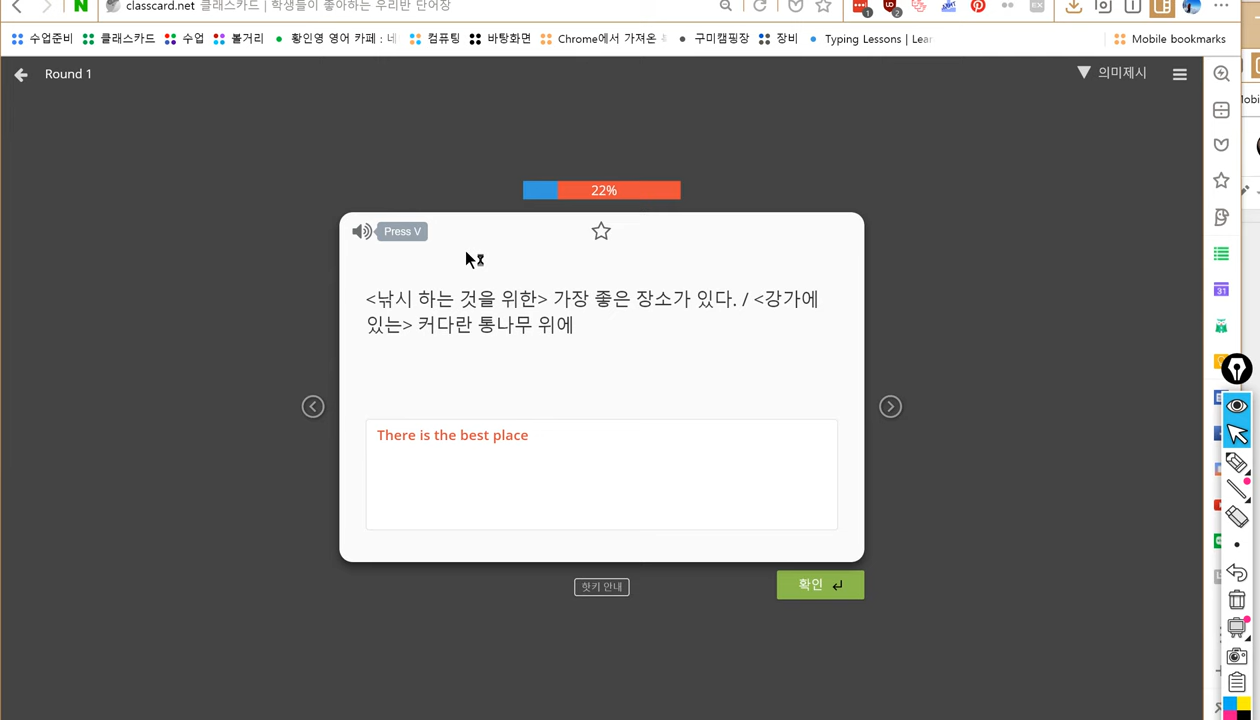 classcard.net 클래스카드 | 학생들이 좋아하는 우리반 단어장
수업준비 클래스카드 수업 볼거리 황인영 영어 카페 : 네 컴퓨팅 바탕화면 Chrome에서 가져온 구미캠핑장 장비 Typing Lessons | Lear Mobile bookmarks
Round 1
의미제시
22%
Press V
<낚시 하는 것을 위한> 가장 좋은 장소가 있다. / <강가에
있는> 커다란 통나무 위에
There is the best place
핫키 안내
확인
31